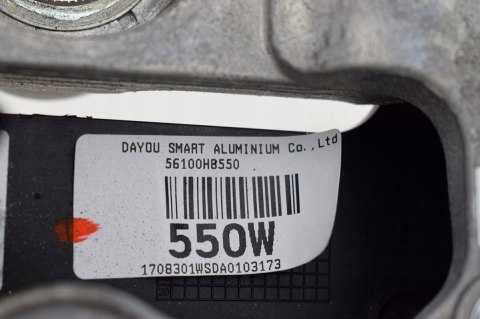 DAYOU SMART ALUMINIUM Co.,Ltd
56100H8550
550W
1708301WSDA0103173